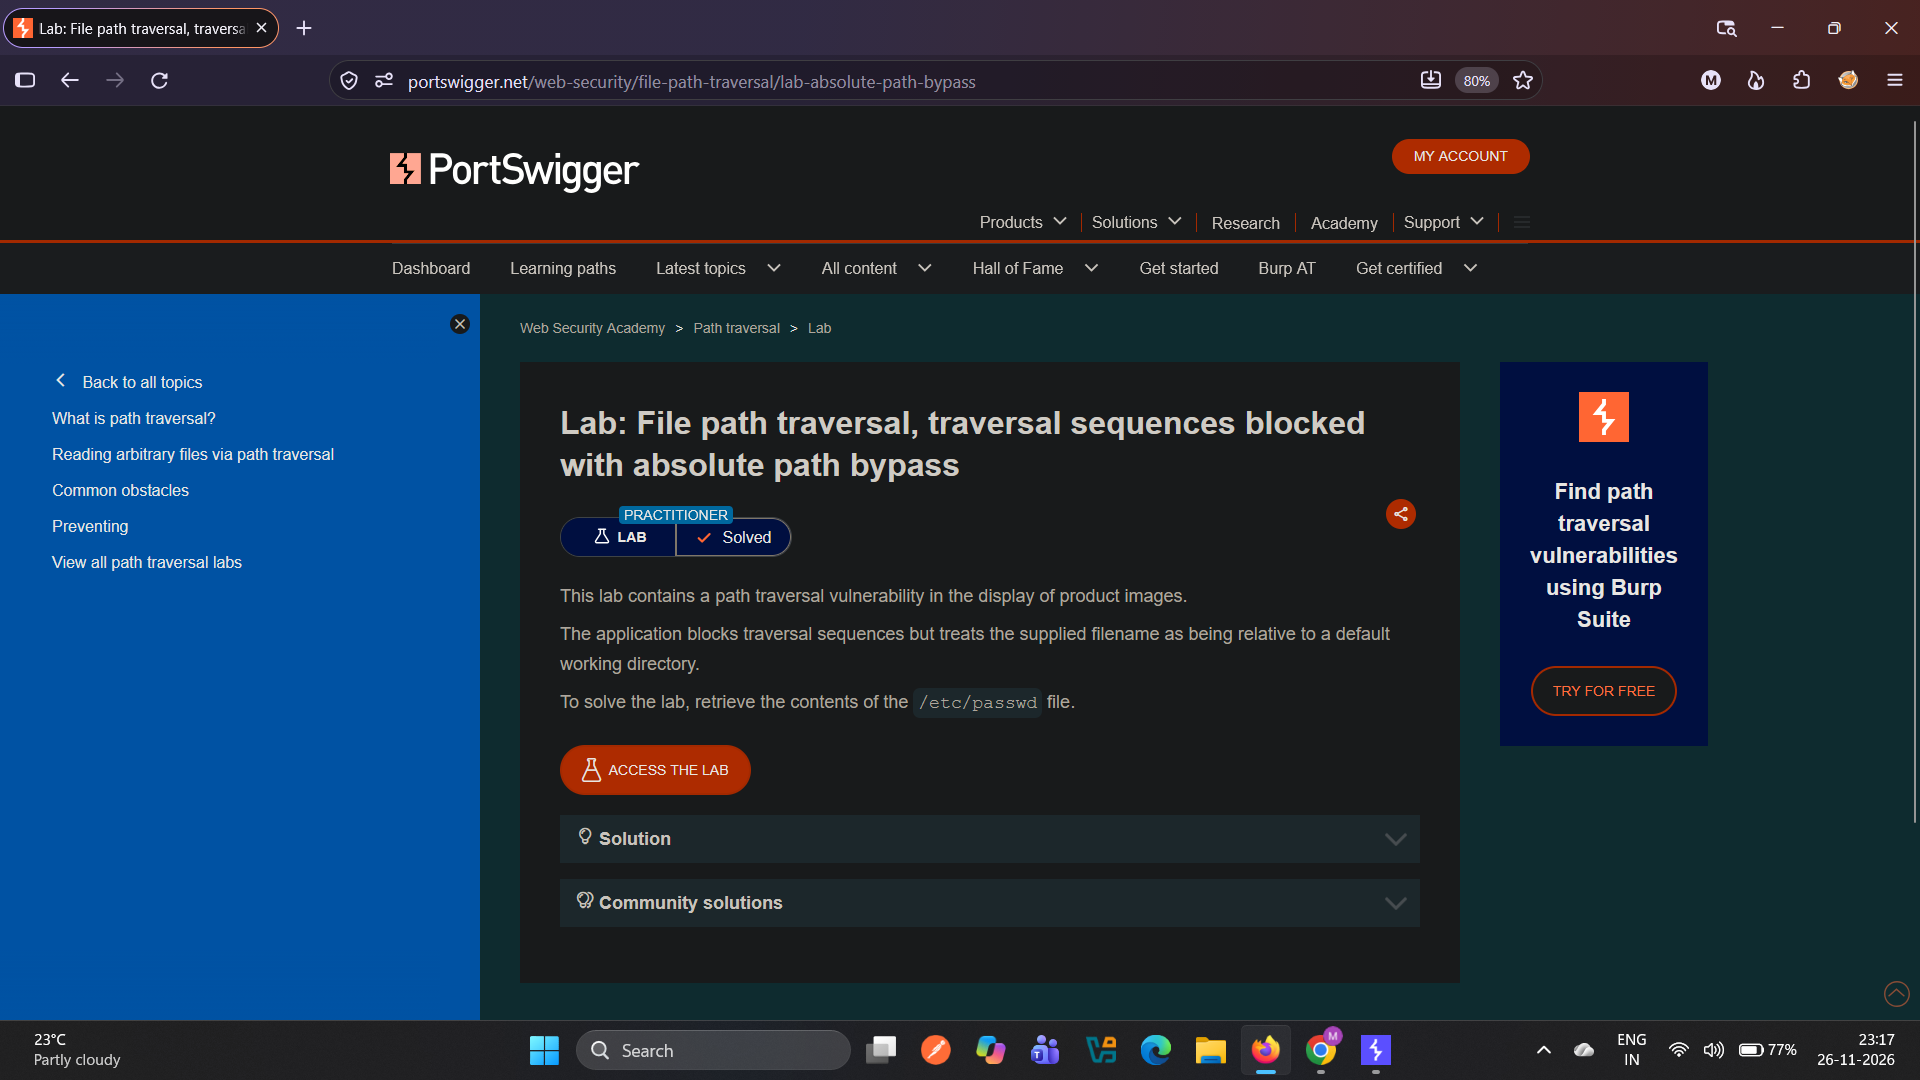 Lab: File path traversal, traversa
portswigger.net/web-security/file-path-traversal/lab-absolute-path-bypass
80%
M
PortSwigger
MY ACCOUNT
Products
Solutions
Research
Academy
Support
Dashboard
Learning paths
Latest topics
All content
Hall of Fame
Get started
Burp AT
Get certified
Back to all topics
What is path traversal?
Reading arbitrary files via path traversal
Common obstacles
Preventing
View all path traversal labs
Web Security Academy > Path traversal > Lab
Lab: File path traversal, traversal sequences blocked
with absolute path bypass
PRACTITIONER
LAB
Solved
This lab contains a path traversal vulnerability in the display of product images.
The application blocks traversal sequences but treats the supplied filename as being relative to a default
working directory.
To solve the lab, retrieve the contents of the /etc/passwd file.
ACCESS THE LAB
Solution
Community solutions
Find path
traversal
vulnerabilities
using Burp
Suite
TRY FOR FREE
23°C
Partly cloudy
Search
T
M
ENG
IN
77%
23:17
26-11-2026